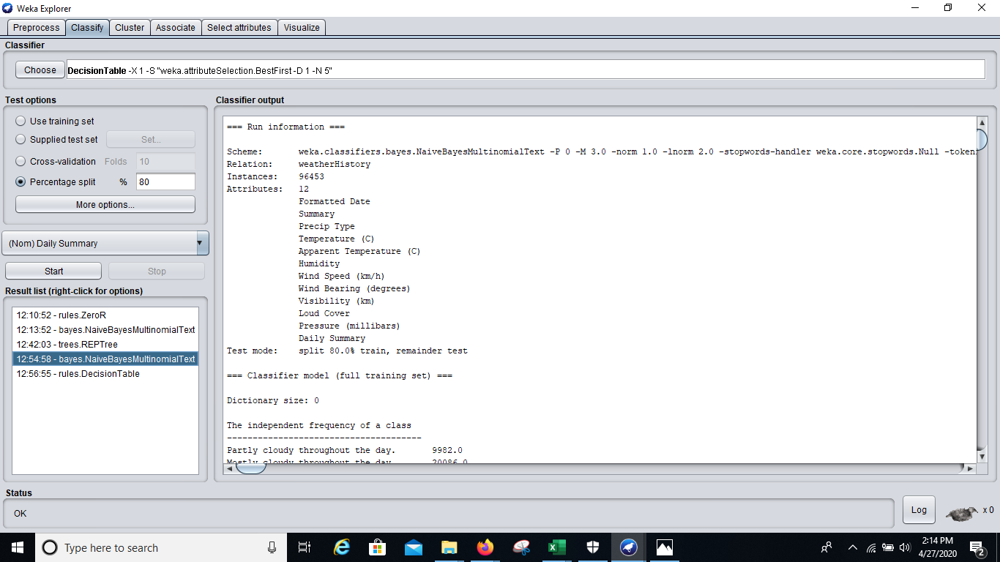 Weka Explorer
Preprocess Classify Cluster Associate Select attributes Visualize
Classifier
Choose DecisionTable -X 1 -S "weka.attributeSelection.BestFirst -D 1 -N 5"
Test options
Use training set
Supplied test set Set...
Cross-validation Folds 10
Percentage split % 80
More options...
(Nom) Daily Summary
Start Stop
Result list (right-click for options)
12:10:52 - rules.ZeroR
12:13:52 - bayes.NaiveBayesMultinomialText
12:42:03 - trees.REPTree
12:54:58 - bayes.NaiveBayesMultinomialText
12:56:55 - rules.DecisionTable
Classifier output
=== Run information ===
Scheme: weka.classifiers.bayes.NaiveBayesMultinomialText -P 0 -M 3.0 -norm 1.0 -lnorm 2.0 -stopwords-handler weka.core.stopwords.Null -tokeni
Relation: weatherHistory
Instances: 96453
Attributes: 12
Formatted Date
Summary
Precip Type
Temperature (C)
Apparent Temperature (C)
Humidity
Wind Speed (km/h)
Wind Bearing (degrees)
Visibility (km)
Loud Cover
Pressure (millibars)
Daily Summary
Test mode: split 80.0% train, remainder test
=== Classifier model (full training set) ===
Dictionary size: 0
The independent frequency of a class
--------------------------------------
Partly cloudy throughout the day. 9982.0
Mostly cloudy throughout the day. 20086.0
Status
OK
Log
x 0
Type here to search
2:14 PM
4/27/2020
2